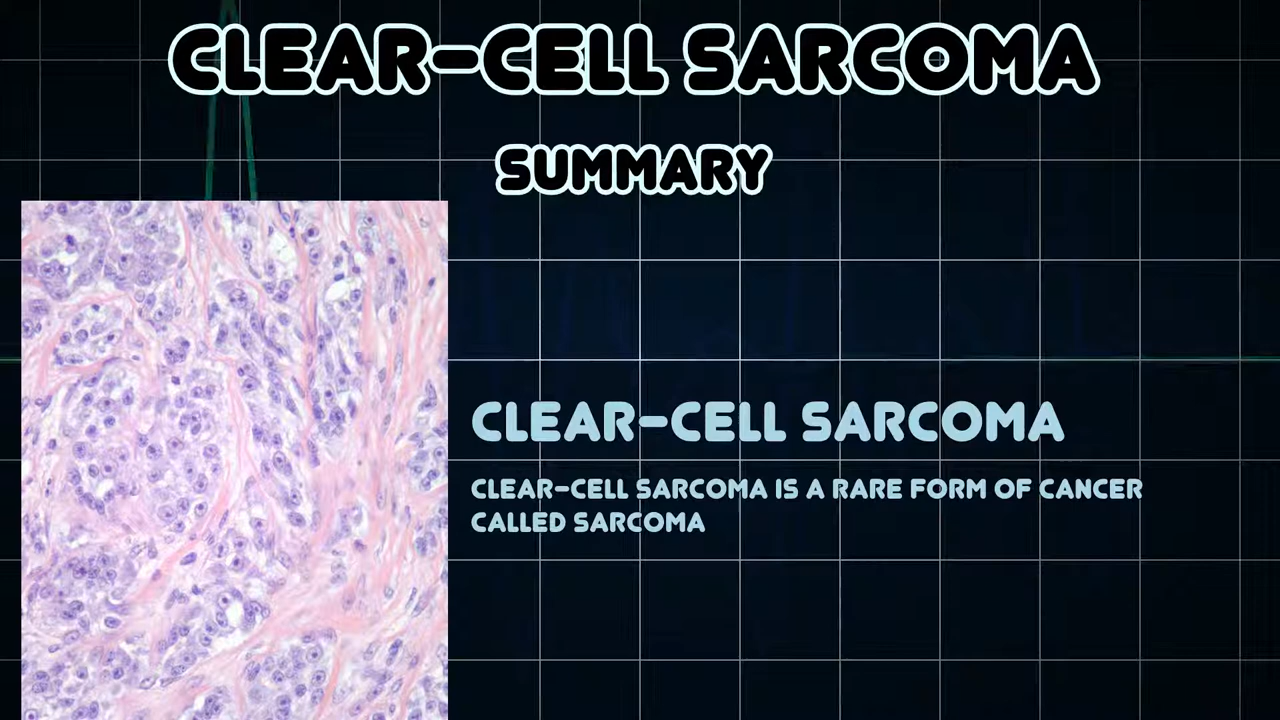 CLEAR-CELL SARCOMA
SUMMARY
CLEAR-CELL SARCOMA
CLEAR-CELL SARCOMA IS A RARE FORM OF CANCER
CALLED SARCOMA